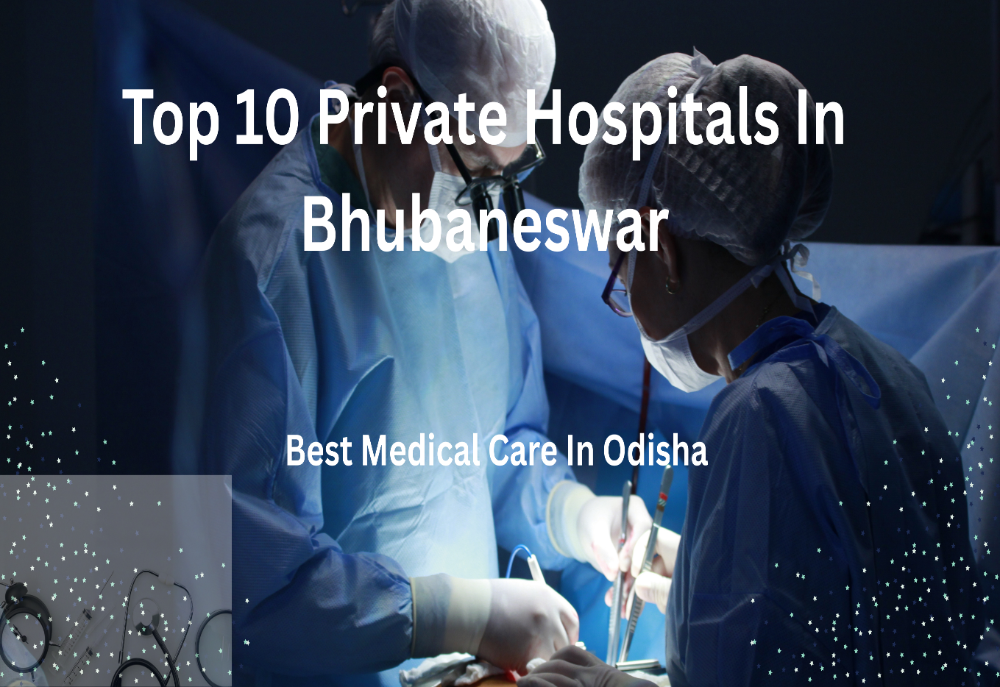 Top 10 Private Hospitals In
Bhubaneswar
Best Medical Care In Odisha